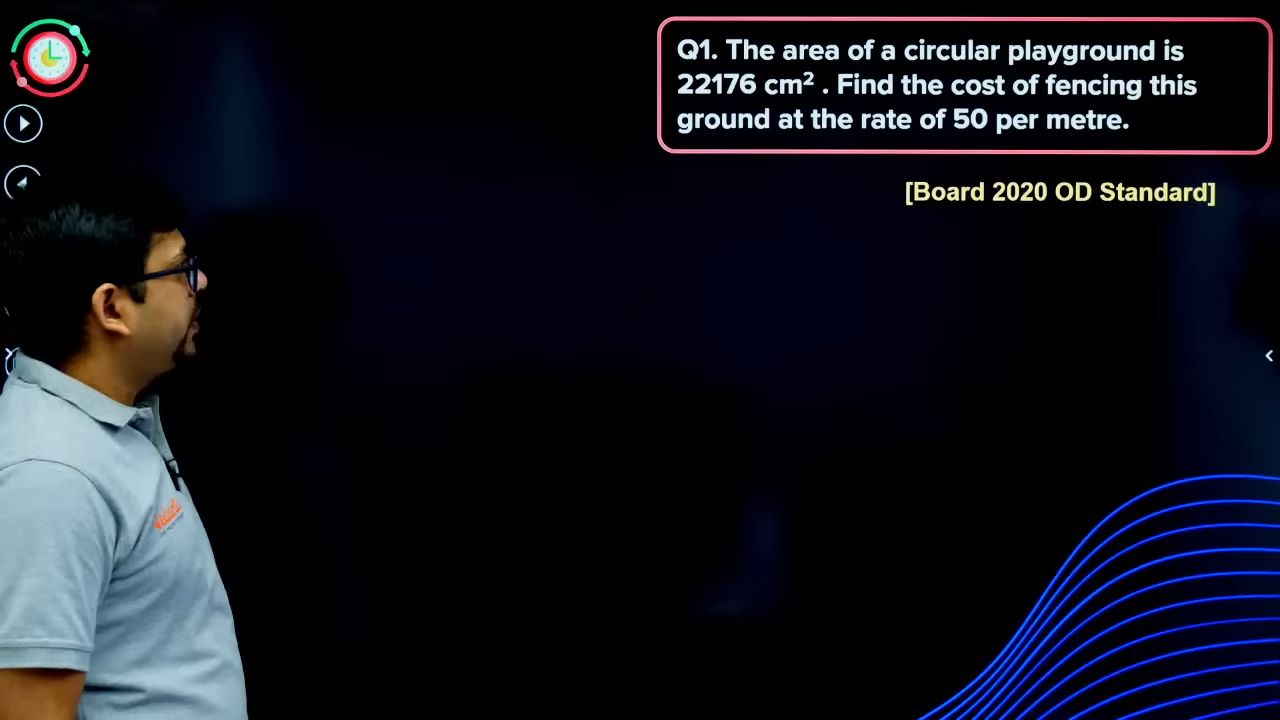 Q1. The area of a circular playground is
22176 cm² . Find the cost of fencing this
ground at the rate of 50 per metre.
[Board 2020 OD Standard]